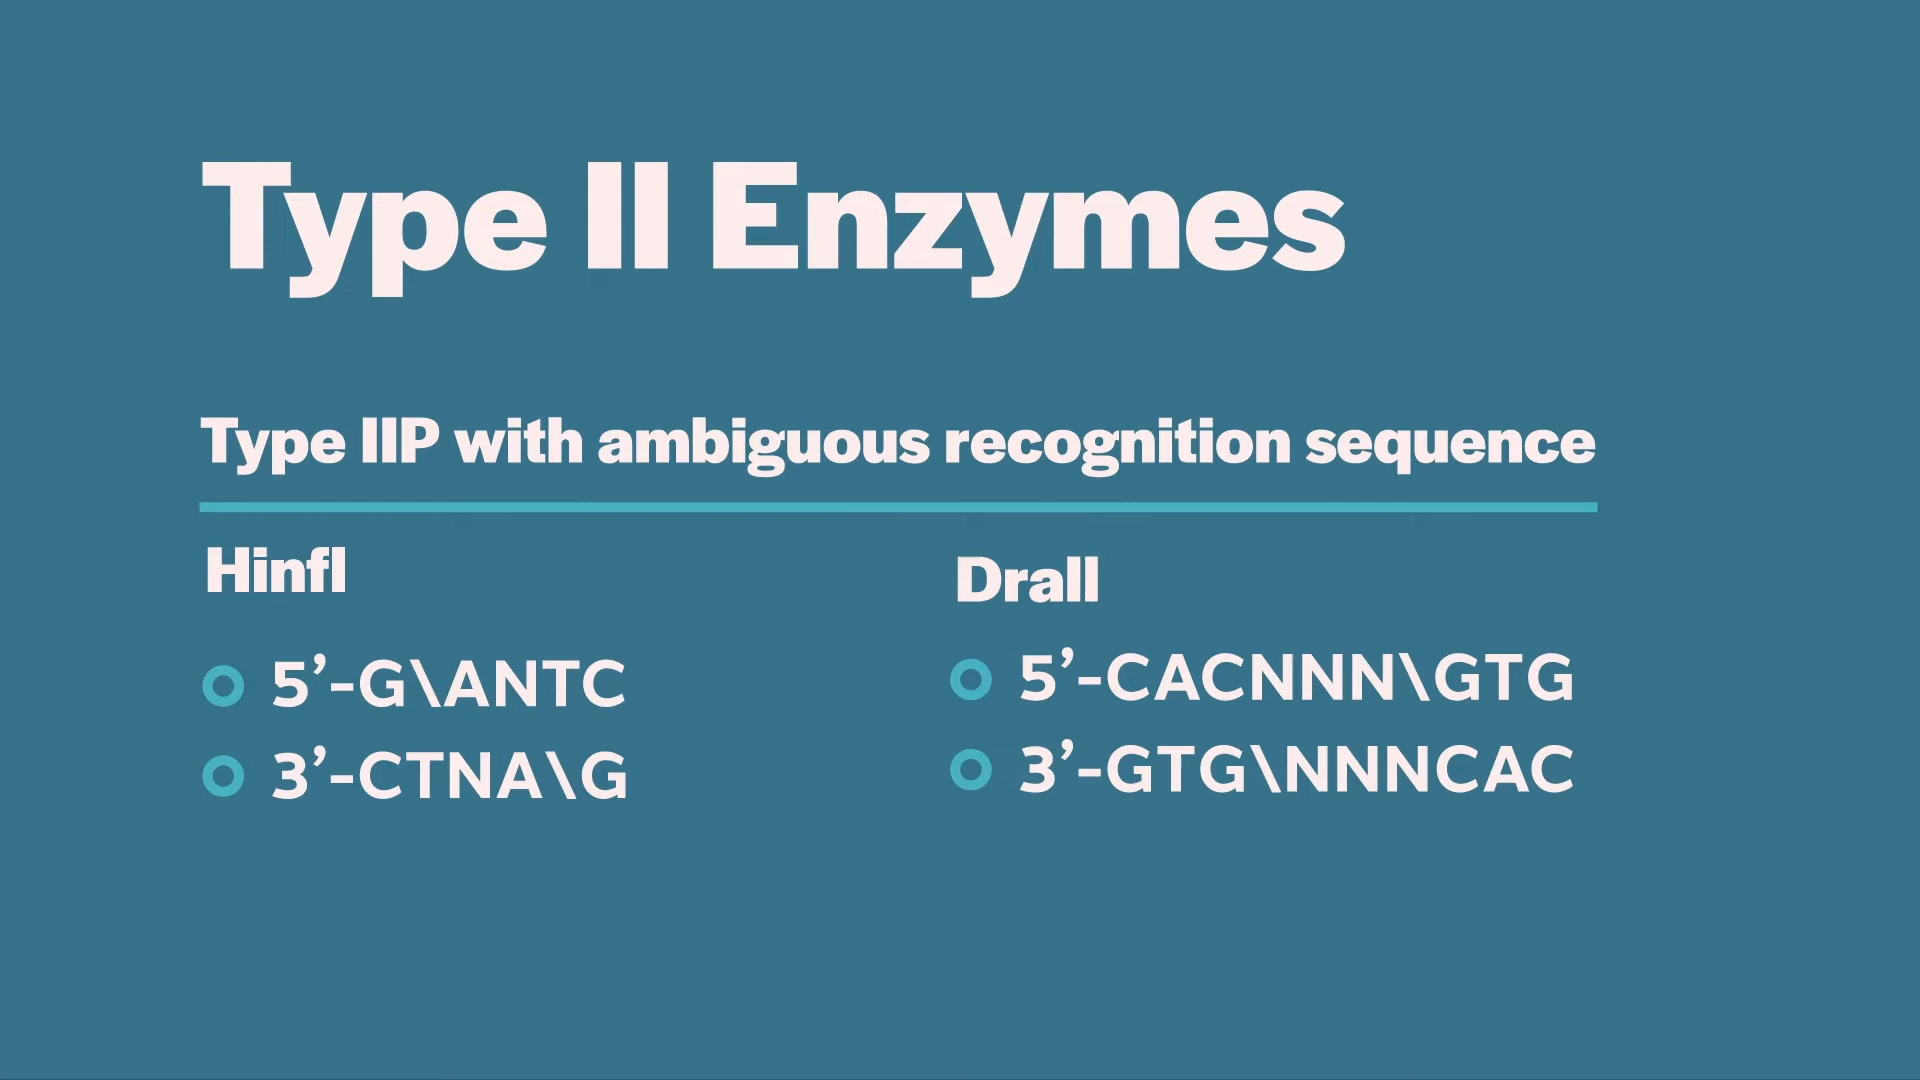 Type II Enzymes
Type IIP with ambiguous recognition sequence
HinfI
5’-G\ANTC
3’-CTNA\G
DraII
5’-CACNNN\GTG
3’-GTG\NNNCAC